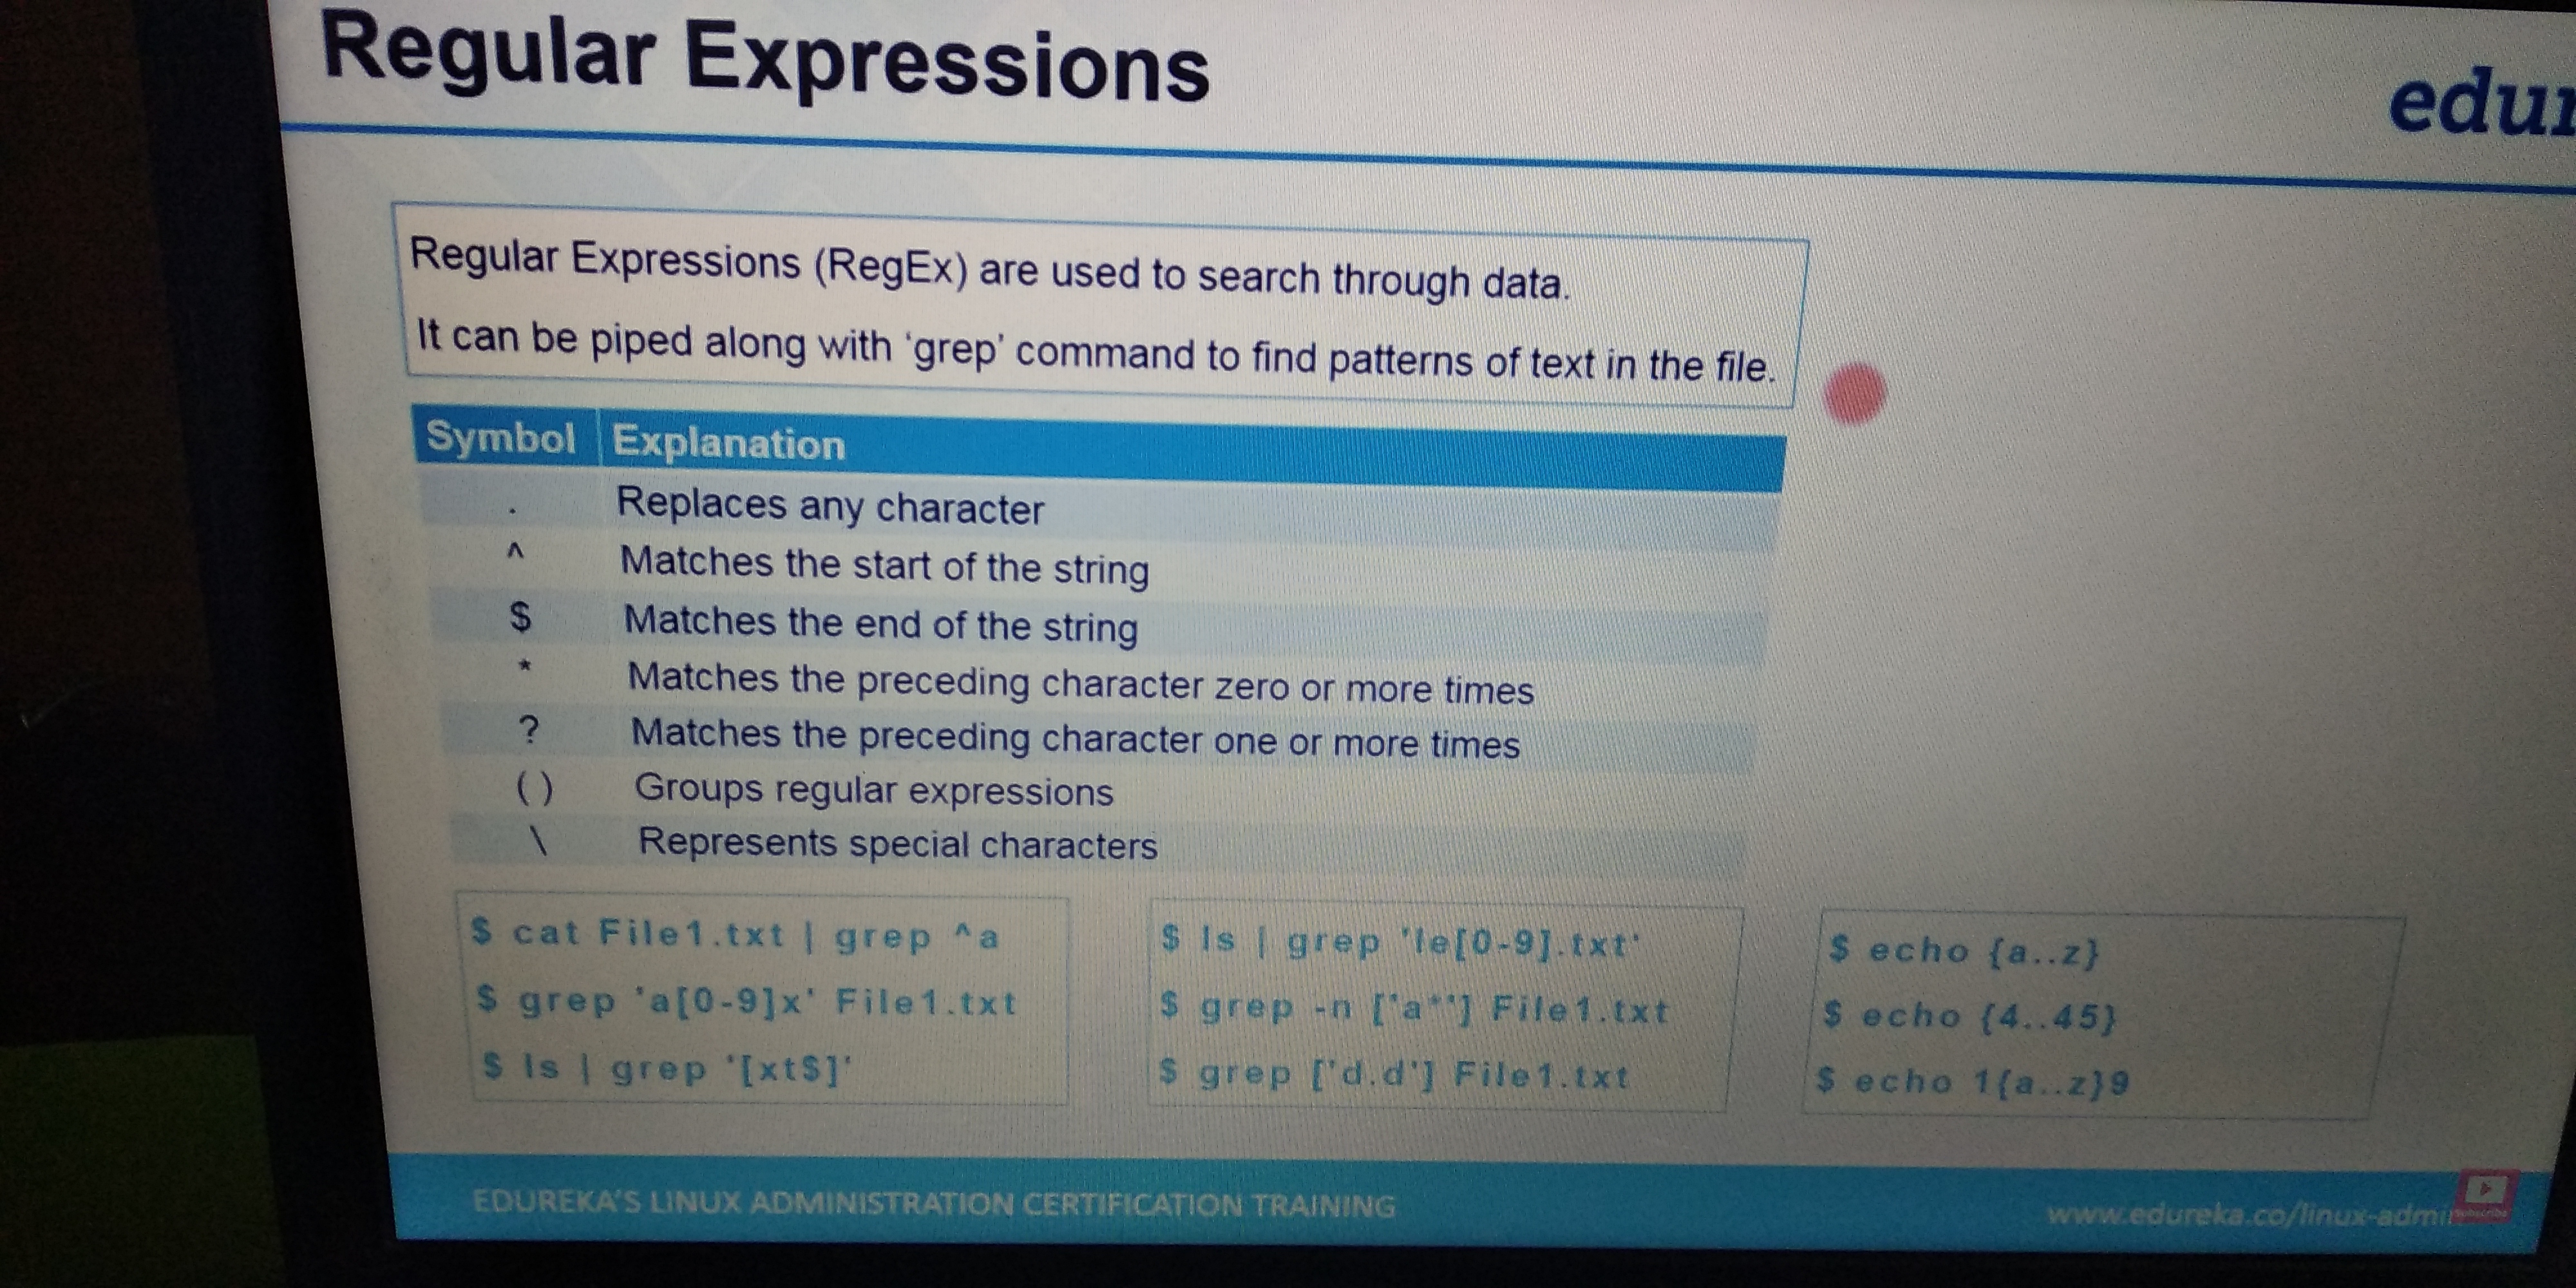 Regular Expressions
edur
Regular Expressions (RegEx) are used to search through data.
It can be piped along with ‘grep’ command to find patterns of text in the file.
Symbol Explanation
. Replaces any character
^ Matches the start of the string
$ Matches the end of the string
* Matches the preceding character zero or more times
? Matches the preceding character one or more times
( ) Groups regular expressions
\ Represents special characters
$ cat File1.txt | grep ^a
$ grep 'a[0-9]x' File1.txt
$ ls | grep '[xt$]'
$ ls | grep 'le[0-9].txt'
$ grep -n ['a*'] File1.txt
$ grep ['d.d'] File1.txt
$ echo {a..z}
$ echo {4..45}
$ echo 1{a..z}9
EDUREKA'S LINUX ADMINISTRATION CERTIFICATION TRAINING
www.edureka.co/linux-admi